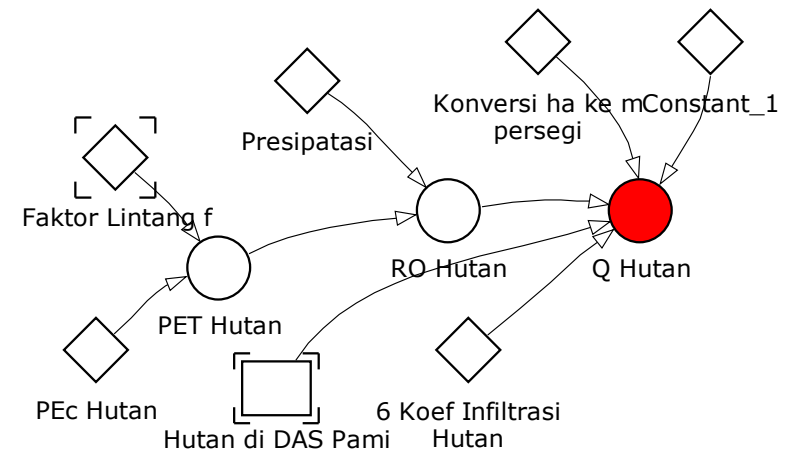 Konversi ha ke m
persegi
Constant_1
Presipatasi
Faktor Lintang f
RO Hutan
Q Hutan
PET Hutan
PEc Hutan
6 Koef Infiltrasi
Hutan
Hutan di DAS Pami